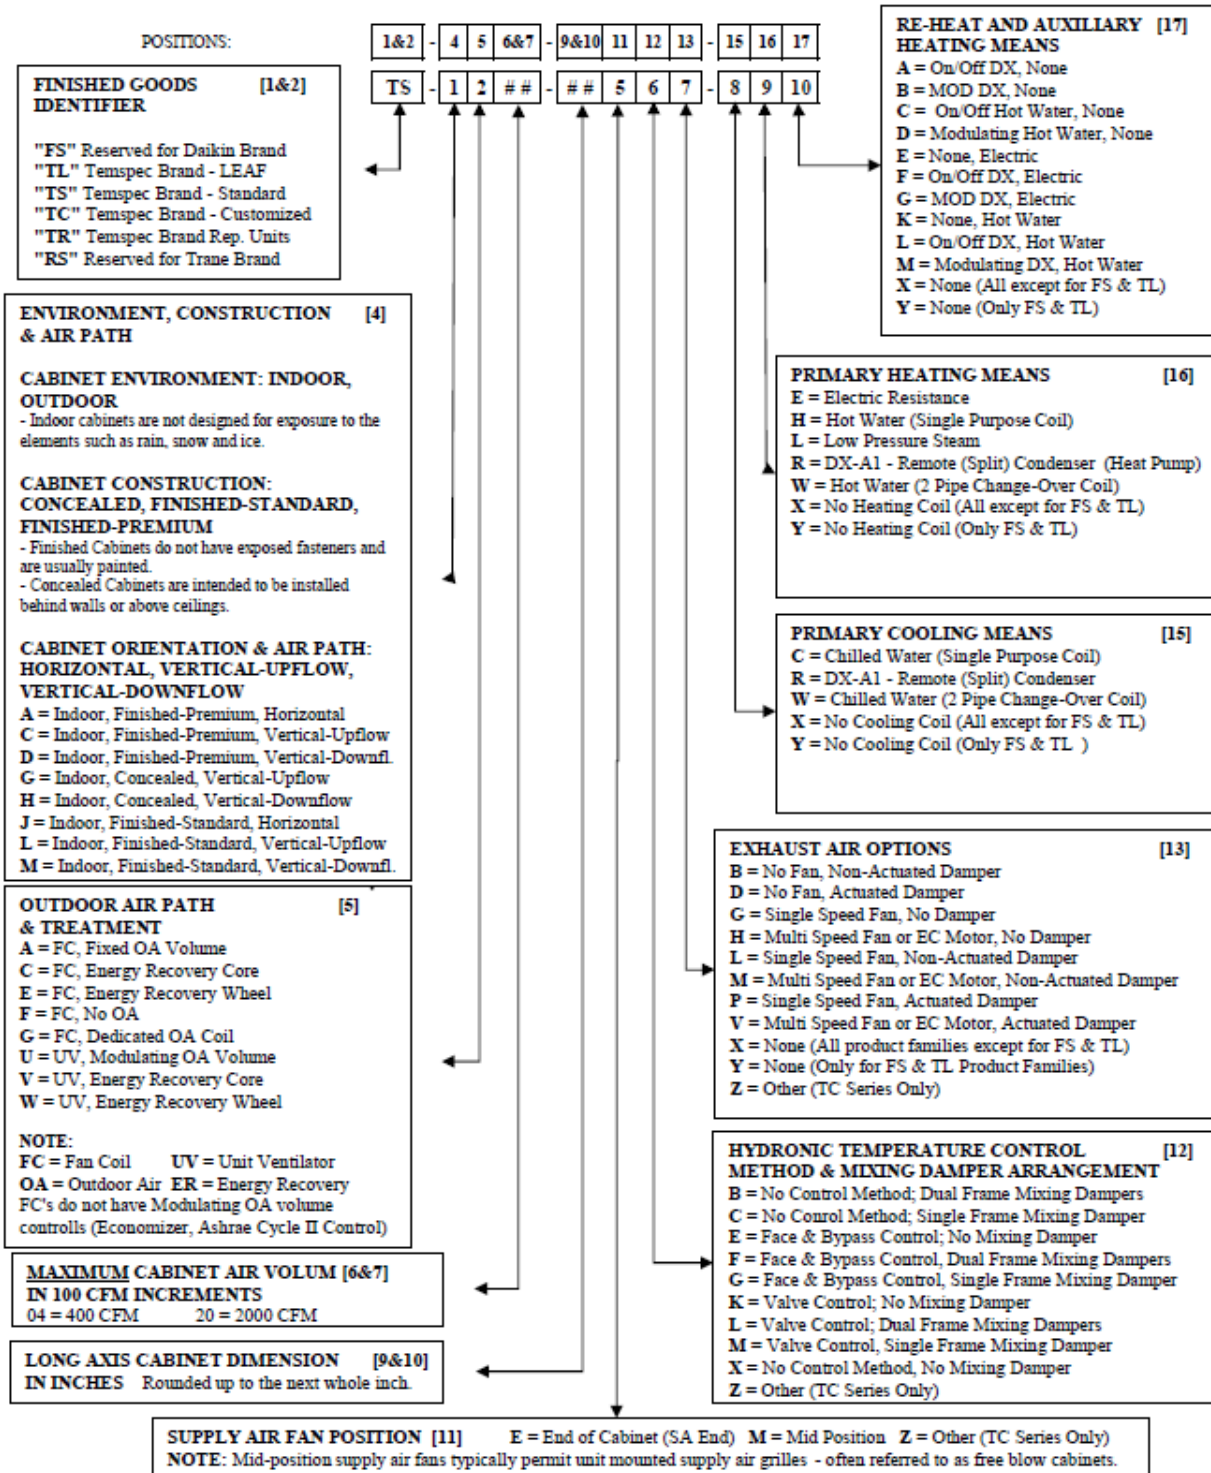 POSITIONS: 1&2 - 4 5 6&7 - 9&10 11 12 13 - 15 16 17
TS - 1 2 ## - ## 5 6 7 - 8 9 10
FINISHED GOODS [1&2]
IDENTIFIER
"FS" Reserved for Daikin Brand
"TL" Temspec Brand - LEAF
"TS" Temspec Brand - Standard
"TC" Temspec Brand - Customized
"TR" Temspec Brand Rep. Units
"RS" Reserved for Trane Brand
RE-HEAT AND AUXILIARY [17]
HEATING MEANS
A = On/Off DX, None
B = MOD DX, None
C = On/Off Hot Water, None
D = Modulating Hot Water, None
E = None, Electric
F = On/Off DX, Electric
G = MOD DX, Electric
K = None, Hot Water
L = On/Off DX, Hot Water
M = Modulating DX, Hot Water
X = None (All except for FS & TL)
Y = None (Only FS & TL)
ENVIRONMENT, CONSTRUCTION [4]
& AIR PATH
CABINET ENVIRONMENT: INDOOR,
OUTDOOR
- Indoor cabinets are not designed for exposure to the
elements such as rain, snow and ice.
CABINET CONSTRUCTION:
CONCEALED, FINISHED-STANDARD,
FINISHED-PREMIUM
- Finished Cabinets do not have exposed fasteners and
are usually painted.
- Concealed Cabinets are intended to be installed
behind walls or above ceilings.
CABINET ORIENTATION & AIR PATH:
HORIZONTAL, VERTICAL-UPFLOW,
VERTICAL-DOWNFLOW
A = Indoor, Finished-Premium, Horizontal
C = Indoor, Finished-Premium, Vertical-Upflow
D = Indoor, Finished-Premium, Vertical-Downfl.
G = Indoor, Concealed, Vertical-Upflow
H = Indoor, Concealed, Vertical-Downflow
J = Indoor, Finished-Standard, Horizontal
L = Indoor, Finished-Standard, Vertical-Upflow
M = Indoor, Finished-Standard, Vertical-Downfl.
PRIMARY HEATING MEANS [16]
E = Electric Resistance
H = Hot Water (Single Purpose Coil)
L = Low Pressure Steam
R = DX-A1 - Remote (Split) Condenser (Heat Pump)
W = Hot Water (2 Pipe Change-Over Coil)
X = No Heating Coil (All except for FS & TL)
Y = No Heating Coil (Only FS & TL)
PRIMARY COOLING MEANS [15]
C = Chilled Water (Single Purpose Coil)
R = DX-A1 - Remote (Split) Condenser
W = Chilled Water (2 Pipe Change-Over Coil)
X = No Cooling Coil (All except for FS & TL)
Y = No Cooling Coil (Only FS & TL )
OUTDOOR AIR PATH [5]
& TREATMENT
A = FC, Fixed OA Volume
C = FC, Energy Recovery Core
E = FC, Energy Recovery Wheel
F = FC, No OA
G = FC, Dedicated OA Coil
U = UV, Modulating OA Volume
V = UV, Energy Recovery Core
W = UV, Energy Recovery Wheel
NOTE:
FC = Fan Coil UV = Unit Ventilator
OA = Outdoor Air ER = Energy Recovery
FC's do not have Modulating OA volume
controlls (Economizer, Ashrae Cycle II Control)
EXHAUST AIR OPTIONS [13]
B = No Fan, Non-Actuated Damper
D = No Fan, Actuated Damper
G = Single Speed Fan, No Damper
H = Multi Speed Fan or EC Motor, No Damper
L = Single Speed Fan, Non-Actuated Damper
M = Multi Speed Fan or EC Motor, Non-Actuated Damper
P = Single Speed Fan, Actuated Damper
V = Multi Speed Fan or EC Motor, Actuated Damper
X = None (All product families except for FS & TL)
Y = None (Only for FS & TL Product Families)
Z = Other (TC Series Only)
HYDRONIC TEMPERATURE CONTROL [12]
METHOD & MIXING DAMPER ARRANGEMENT
B = No Control Method; Dual Frame Mixing Dampers
C = No Conrol Method; Single Frame Mixing Damper
E = Face & Bypass Control; No Mixing Damper
F = Face & Bypass Control, Dual Frame Mixing Dampers
G = Face & Bypass Control, Single Frame Mixing Damper
K = Valve Control; No Mixing Damper
L = Valve Control; Dual Frame Mixing Dampers
M = Valve Control, Single Frame Mixing Damper
X = No Control Method, No Mixing Damper
Z = Other (TC Series Only)
MAXIMUM CABINET AIR VOLUM [6&7]
IN 100 CFM INCREMENTS
04 = 400 CFM 20 = 2000 CFM
LONG AXIS CABINET DIMENSION [9&10]
IN INCHES Rounded up to the next whole inch.
SUPPLY AIR FAN POSITION [11] E = End of Cabinet (SA End) M = Mid Position Z = Other (TC Series Only)
NOTE: Mid-position supply air fans typically permit unit mounted supply air grilles - often referred to as free blow cabinets.